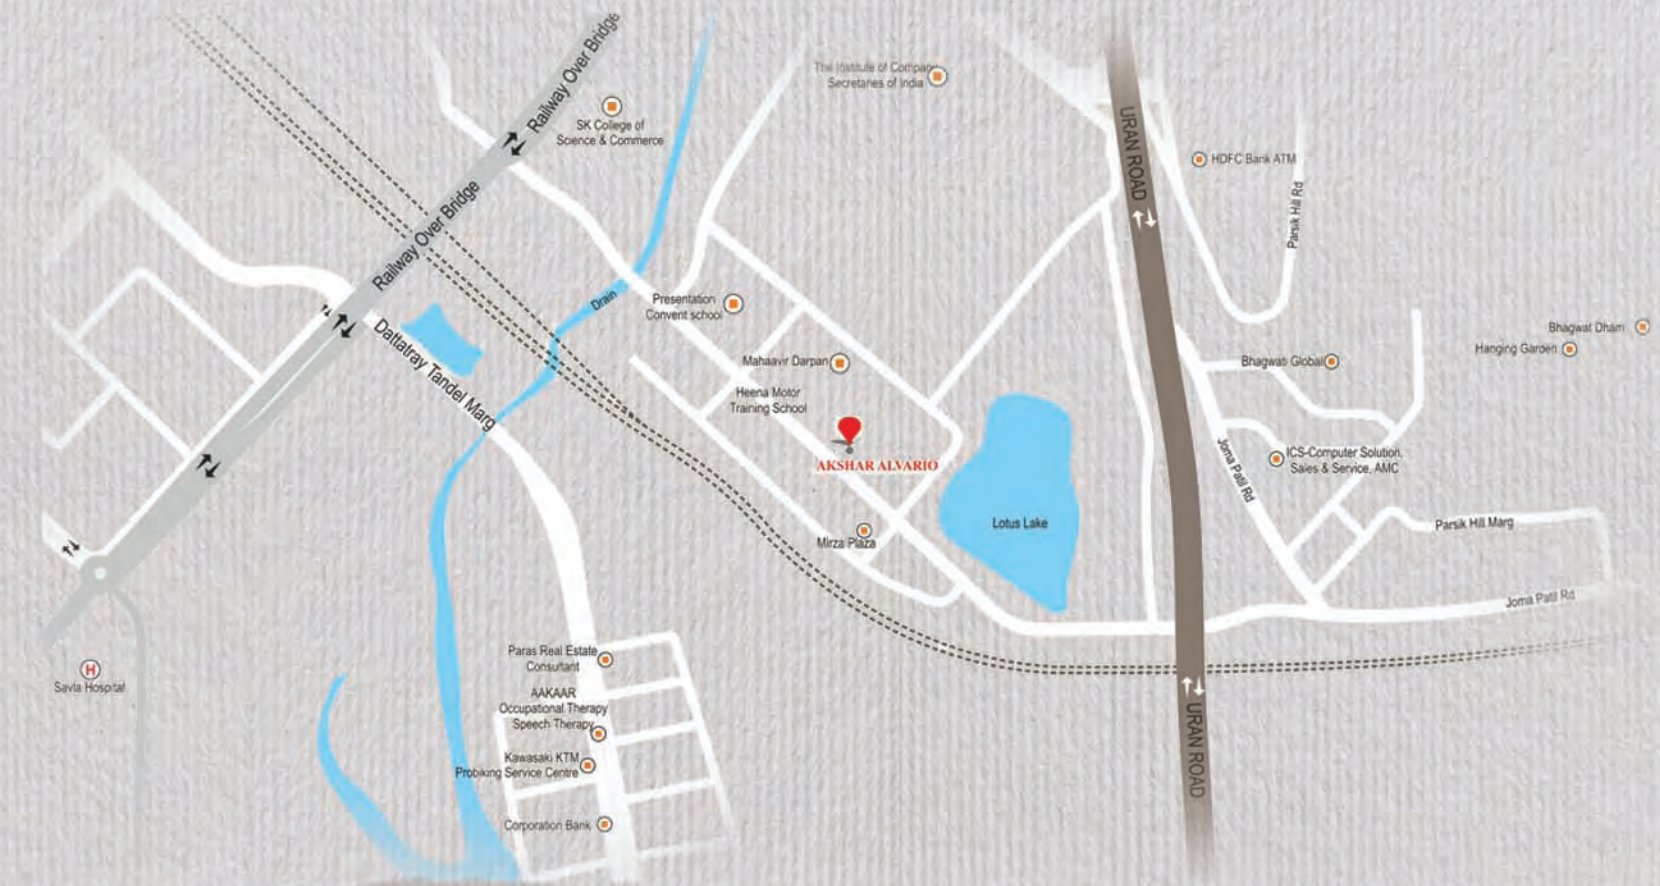 Railway Over Bridge
The Institute of Company
Secretaries of India
SK College of
Science & Commerce
URAN ROAD
HDFC Bank ATM
Parsik Hill Rd
Railway Over Bridge
Drain
Presentation
Convent school
Dattatray Tandel Marg
Mahaavir Darpan
Heena Motor
Training School
AKSHAR ALVARIO
Bhagwat Dham
Hanging Garden
Bhagwati Global
Joma Patil Rd
ICS-Computer Solution,
Sales & Service, AMC
Lotus Lake
Parsik Hill Marg
Mirza Plaza
Joma Patil Rd
H
Savla Hospital
Paras Real Estate
Consultant
AAKAAR
Occupational Therapy
Speech Therapy
Kawasaki KTM
Probiking Service Centre
Corporation Bank
URAN ROAD